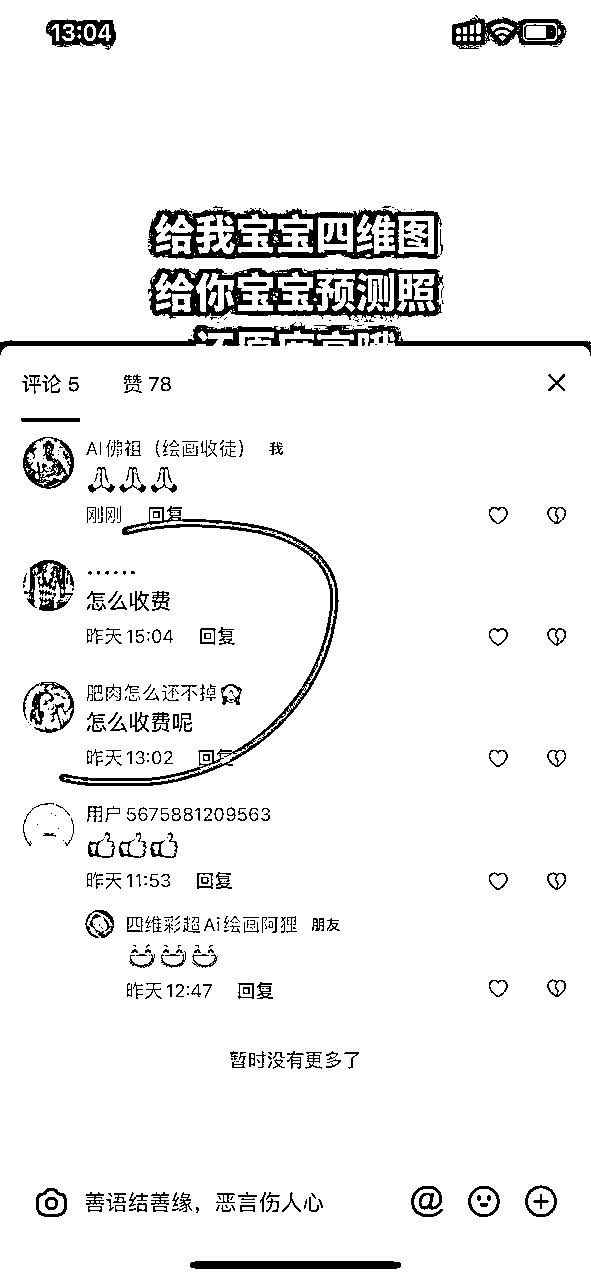 13:04
给我宝宝四维图
给你宝宝预测照
评论 5
赞 78
AI佛祖（绘画收徒） 我
刚刚 回复
······
怎么收费
昨天 15:04 回复
肥肉怎么还不掉
怎么收费呢
昨天 13:02 回复
用户 5675881209563
昨天 11:53 回复
四维彩超Ai绘画阿狸 朋友
昨天 12:47 回复
暂时没有更多了
善语结善缘，恶言伤人心